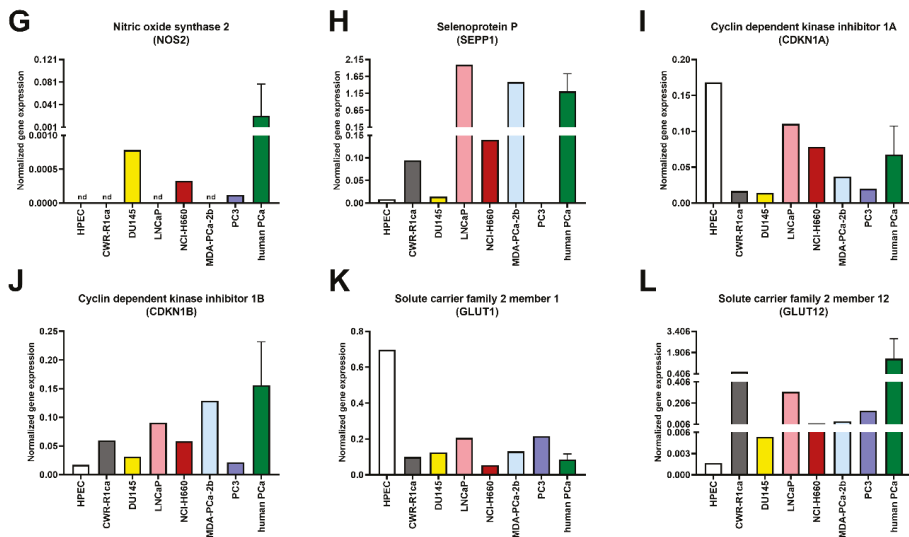 G
Nitric oxide synthase 2
(NOS2)
Normalized gene expression
0.121
0.081
0.041
0.001
0.0010
0.0005
0.0000
nd
nd
nd
nd
HPEC
CWR-R1ca
DU145
LNCaP
NCI-H660
MDA-PCa-2b
PC3
human PCa
H
Selenoprotein P
(SEPP1)
Normalized gene expression
2.15
1.65
1.15
0.65
0.15
0.15
0.10
0.05
0.00
HPEC
CWR-R1ca
DU145
LNCaP
NCI-H660
MDA-PCa-2b
PC3
human PCa
I
Cyclin dependent kinase inhibitor 1A
(CDKN1A)
Normalized gene expression
0.20
0.15
0.10
0.05
0.00
HPEC
CWR-R1ca
DU145
LNCaP
NCI-H660
MDA-PCa-2b
PC3
human PCa
J
Cyclin dependent kinase inhibitor 1B
(CDKN1B)
Normalized gene expression
0.25
0.20
0.15
0.10
0.05
0.00
HPEC
CWR-R1ca
DU145
LNCaP
NCI-H660
MDA-PCa-2b
PC3
human PCa
K
Solute carrier family 2 member 1
(GLUT1)
Normalized gene expression
0.8
0.6
0.4
0.2
0.0
HPEC
CWR-R1ca
DU145
LNCaP
NCI-H660
MDA-PCa-2b
PC3
human PCa
L
Solute carrier family 2 member 12
(GLUT12)
Normalized gene expression
3.406
1.906
0.406
0.406
0.206
0.006
0.006
0.003
0.000
HPEC
CWR-R1ca
DU145
LNCaP
NCI-H660
MDA-PCa-2b
PC3
human PCa